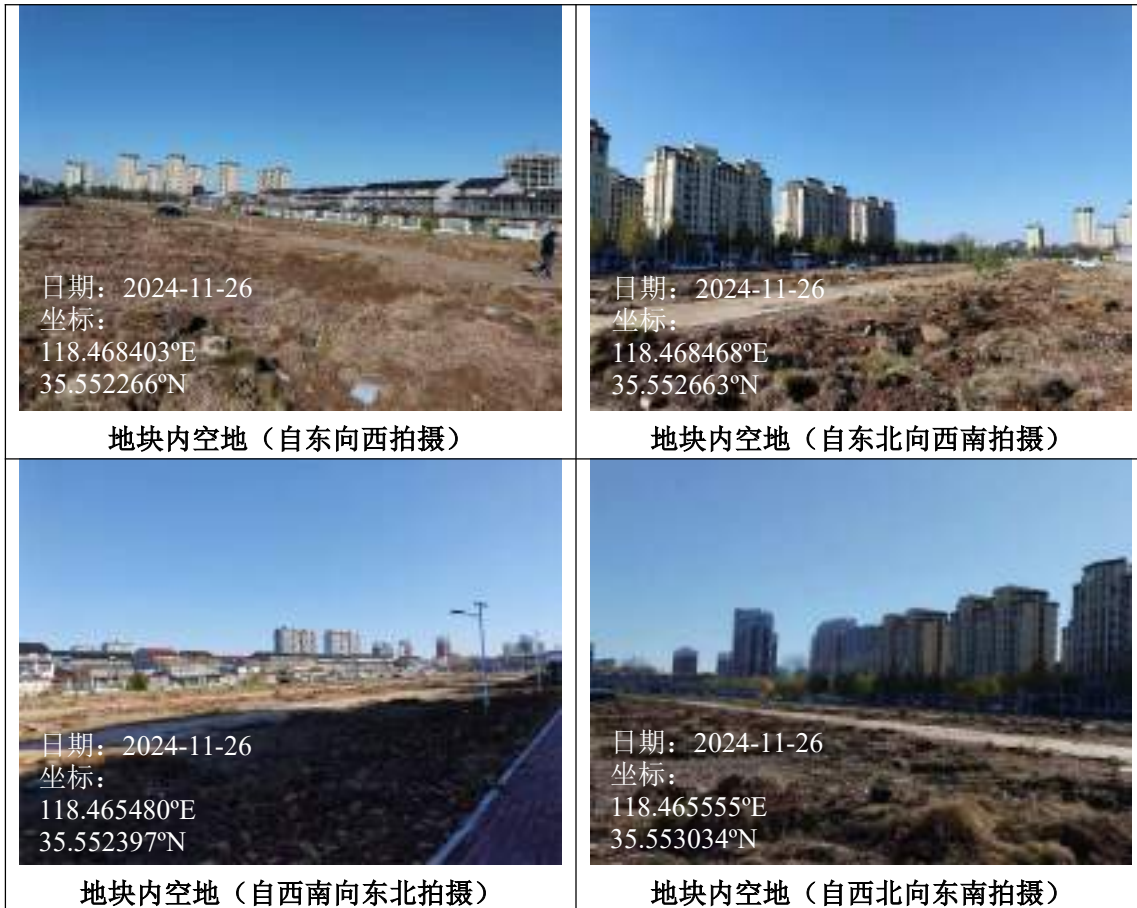 日期：2024-11-26
坐标：
118.468403ºE
35.552266ºN
地块内空地（自东向西拍摄）
日期：2024-11-26
坐标：
118.468468ºE
35.552663ºN
地块内空地（自东北向西南拍摄）
日期：2024-11-26
坐标：
118.465480ºE
35.552397ºN
地块内空地（自西南向东北拍摄）
日期：2024-11-26
坐标：
118.465555ºE
35.553034ºN
地块内空地（自西北向东南拍摄）